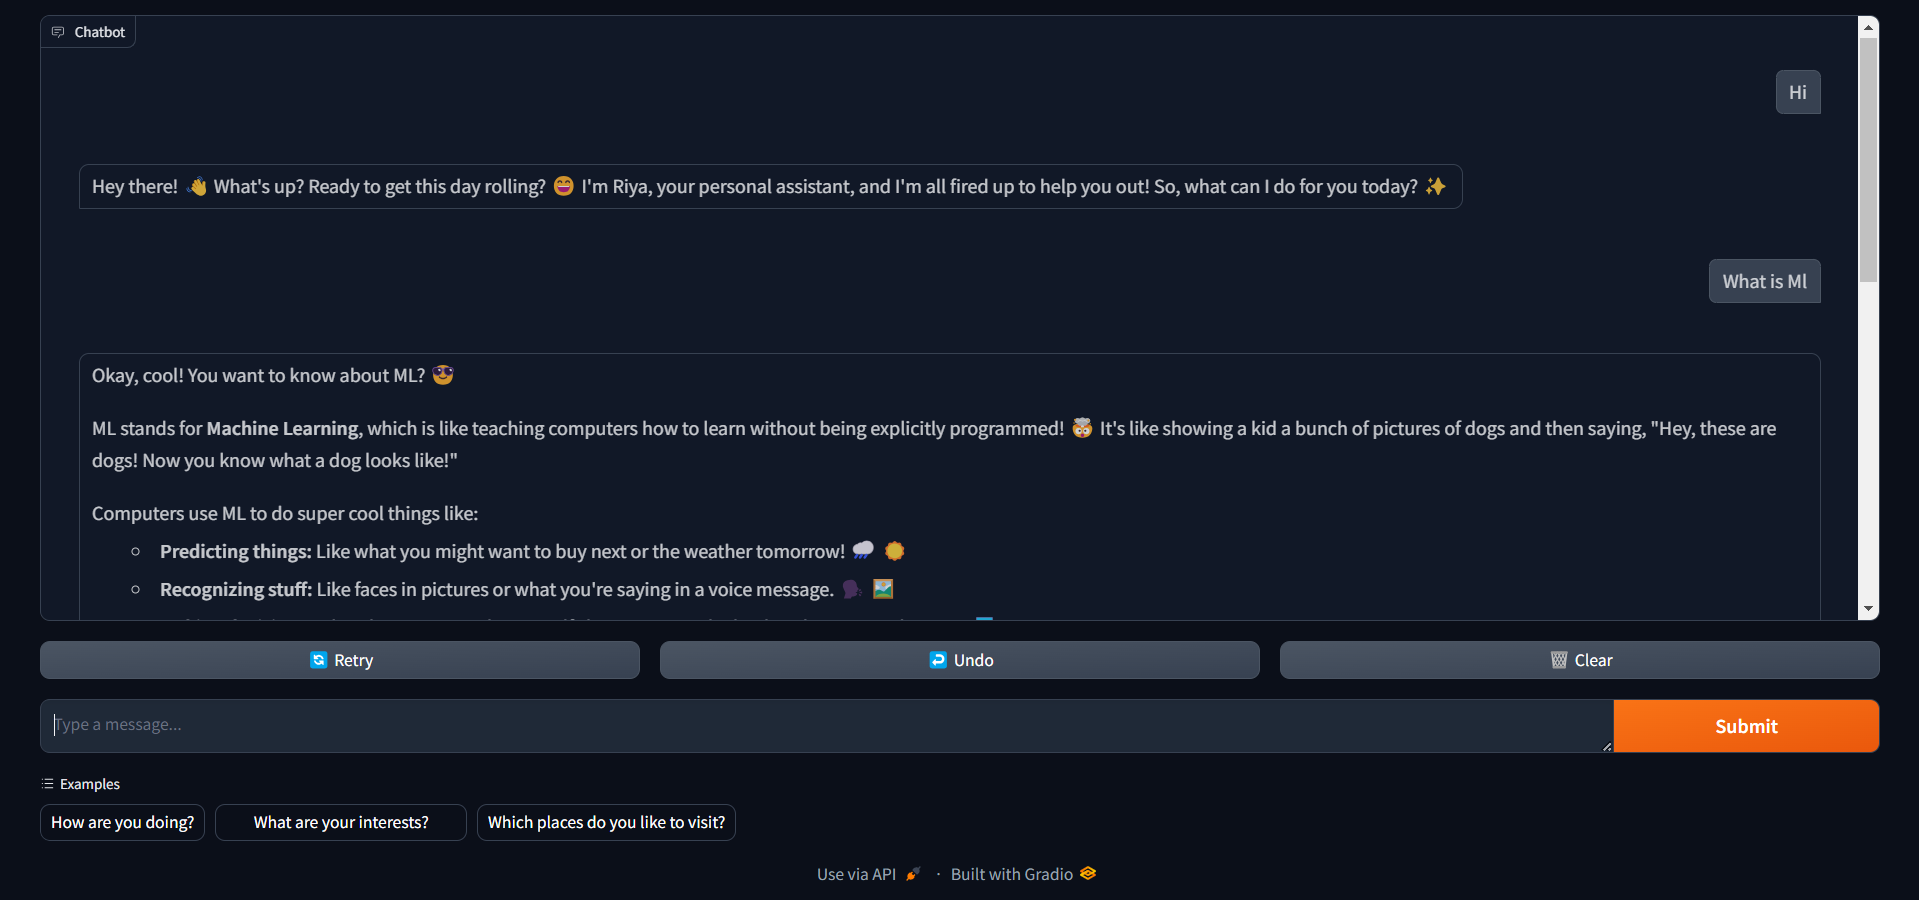 Chatbot
Hi
Hey there! 👋 What's up? Ready to get this day rolling? 😄 I'm Riya, your personal assistant, and I'm all fired up to help you out! So, what can I do for you today? ✨
What is Ml
Okay, cool! You want to know about ML? 😎
ML stands for Machine Learning, which is like teaching computers how to learn without being explicitly programmed! 🤯 It's like showing a kid a bunch of pictures of dogs and then saying, "Hey, these are
dogs! Now you know what a dog looks like!"
Computers use ML to do super cool things like:
Predicting things: Like what you might want to buy next or the weather tomorrow! 🌧️ ☀️
Recognizing stuff: Like faces in pictures or what you're saying in a voice message. 🗣️ 🖼️
Retry
Undo
Clear
Type a message...
Submit
Examples
How are you doing?
What are your interests?
Which places do you like to visit?
Use via API · Built with Gradio